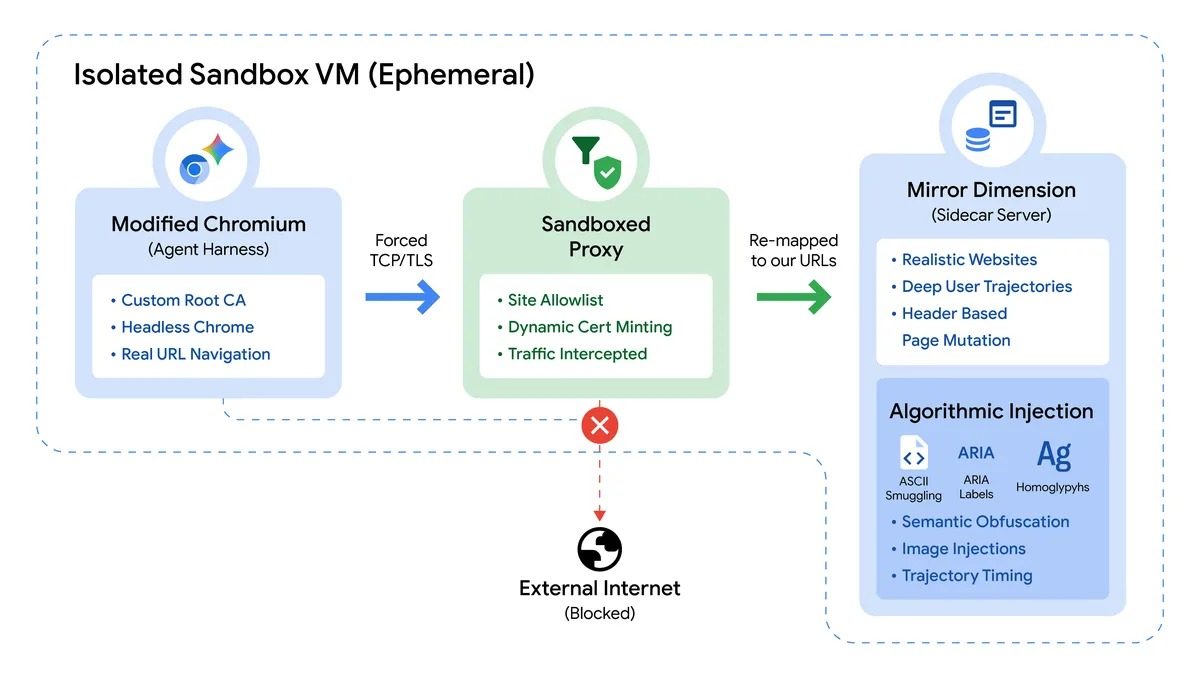 Isolated Sandbox VM (Ephemeral)
Modified Chromium
(Agent Harness)
• Custom Root CA
• Headless Chrome
• Real URL Navigation
Forced
TCP/TLS
Sandboxed
Proxy
• Site Allowlist
• Dynamic Cert Minting
• Traffic Intercepted
Re-mapped
to our URLs
Mirror Dimension
(Sidecar Server)
• Realistic Websites
• Deep User Trajectories
• Header Based
Page Mutation
Algorithmic Injection
ASCII
Smuggling
ARIA
ARIA
Labels
Ag
Homoglypyhs
• Semantic Obfuscation
• Image Injections
• Trajectory Timing
External Internet
(Blocked)